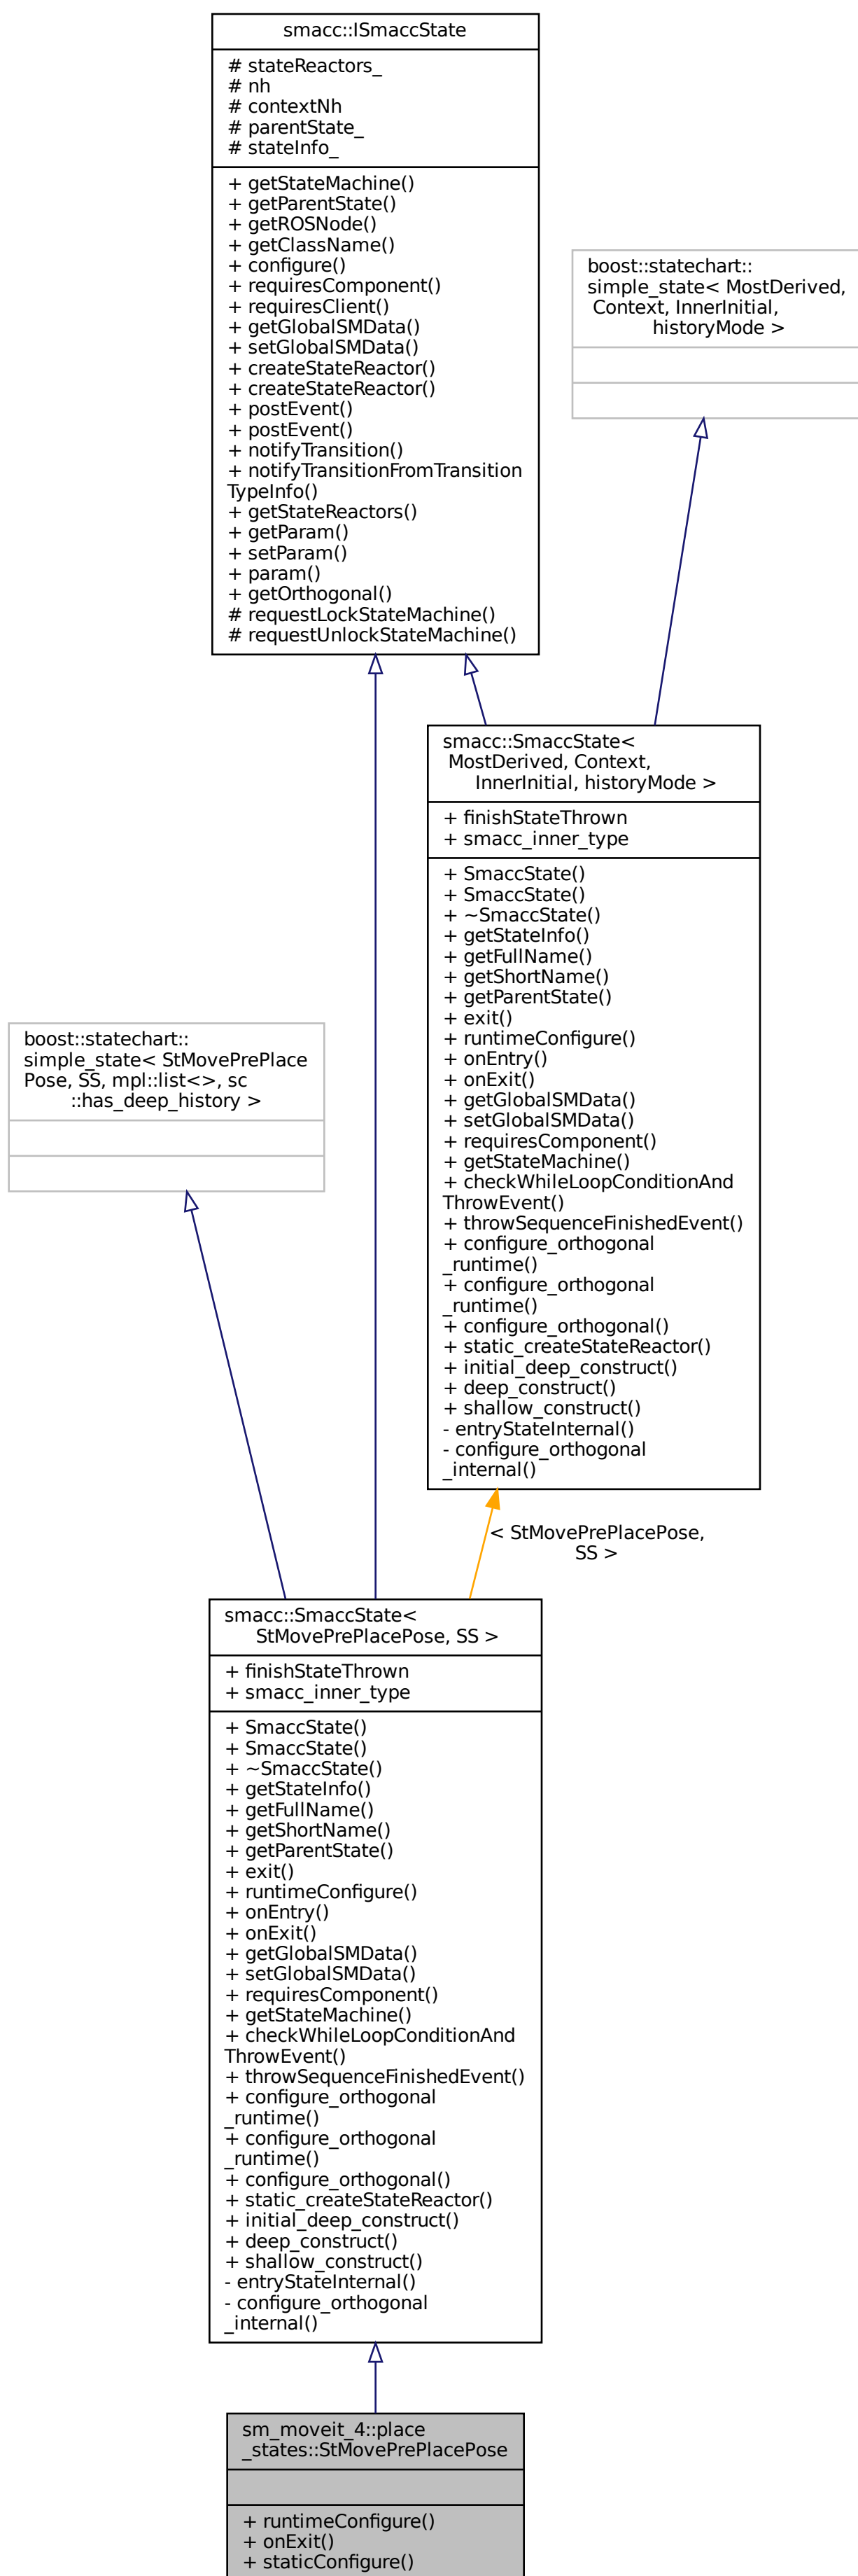 smacc::ISmaccState
# stateReactors_
# nh
# contextNh
# parentState_
# stateInfo_
+ getStateMachine()
+ getParentState()
+ getROSNode()
+ getClassName()
+ configure()
+ requiresComponent()
+ requiresClient()
+ getGlobalSMData()
+ setGlobalSMData()
+ createStateReactor()
+ createStateReactor()
+ postEvent()
+ postEvent()
+ notifyTransition()
+ notifyTransitionFromTransition
TypeInfo()
+ getStateReactors()
+ getParam()
+ setParam()
+ param()
+ getOrthogonal()
# requestLockStateMachine()
# requestUnlockStateMachine()
boost::statechart::
simple_state< MostDerived,
Context, InnerInitial,
historyMode >
smacc::SmaccState<
MostDerived, Context,
InnerInitial, historyMode >
+ finishStateThrown
+ smacc_inner_type
+ SmaccState()
+ SmaccState()
+ ~SmaccState()
+ getStateInfo()
+ getFullName()
+ getShortName()
+ getParentState()
+ exit()
+ runtimeConfigure()
+ onEntry()
+ onExit()
+ getGlobalSMData()
+ setGlobalSMData()
+ requiresComponent()
+ getStateMachine()
+ checkWhileLoopConditionAnd
ThrowEvent()
+ throwSequenceFinishedEvent()
+ configure_orthogonal
_runtime()
+ configure_orthogonal
_runtime()
+ configure_orthogonal()
+ static_createStateReactor()
+ initial_deep_construct()
+ deep_construct()
+ shallow_construct()
- entryStateInternal()
- configure_orthogonal
_internal()
boost::statechart::
simple_state< StMovePrePlace
Pose, SS, mpl::list<>, sc
::has_deep_history >
< StMovePrePlacePose,
SS >
smacc::SmaccState<
StMovePrePlacePose, SS >
+ finishStateThrown
+ smacc_inner_type
+ SmaccState()
+ SmaccState()
+ ~SmaccState()
+ getStateInfo()
+ getFullName()
+ getShortName()
+ getParentState()
+ exit()
+ runtimeConfigure()
+ onEntry()
+ onExit()
+ getGlobalSMData()
+ setGlobalSMData()
+ requiresComponent()
+ getStateMachine()
+ checkWhileLoopConditionAnd
ThrowEvent()
+ throwSequenceFinishedEvent()
+ configure_orthogonal
_runtime()
+ configure_orthogonal
_runtime()
+ configure_orthogonal()
+ static_createStateReactor()
+ initial_deep_construct()
+ deep_construct()
+ shallow_construct()
- entryStateInternal()
- configure_orthogonal
_internal()
sm_moveit_4::place
_states::StMovePrePlacePose
+ runtimeConfigure()
+ onExit()
+ staticConfigure()